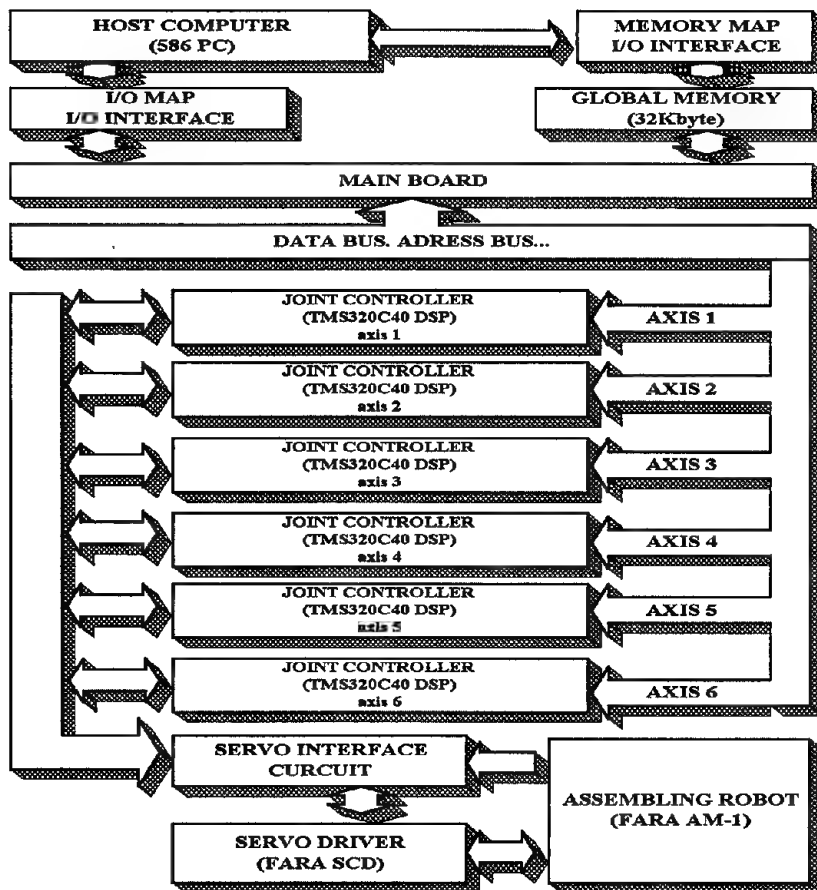 HOST COMPUTER
(586 PC)
MEMORY MAP
I/O INTERFACE
I/O MAP
I/O INTERFACE
GLOBAL MEMORY
(32Kbyte)
MAIN BOARD
DATA BUS. ADRESS BUS...
JOINT CONTROLLER
(TMS320C40 DSP)
axis 1
AXIS 1
JOINT CONTROLLER
(TMS320C40 DSP)
axis 2
AXIS 2
JOINT CONTROLLER
(TMS320C40 DSP)
axis 3
AXIS 3
JOINT CONTROLLER
(TMS320C40 DSP)
axis 4
AXIS 4
JOINT CONTROLLER
(TMS320C40 DSP)
axis 5
AXIS 5
JOINT CONTROLLER
(TMS320C40 DSP)
axis 6
AXIS 6
SERVO INTERFACE
CURCUIT
ASSEMBLING ROBOT
(FARA AM-1)
SERVO DRIVER
(FARA SCD)